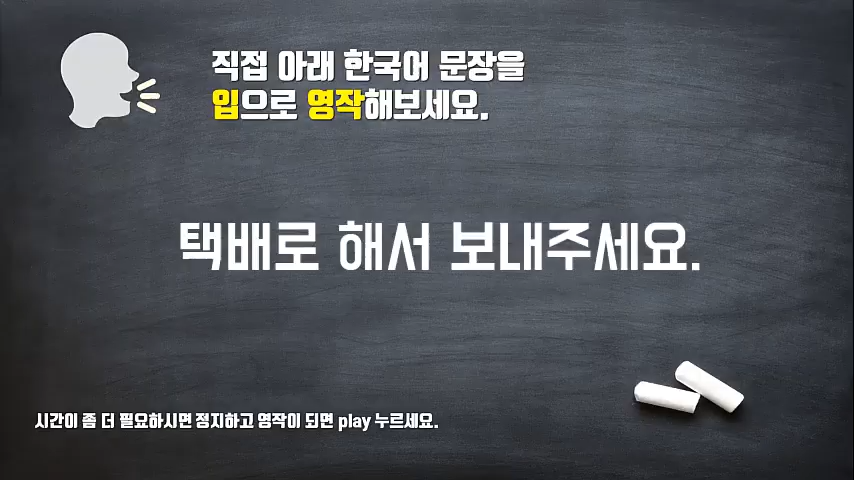 직접 아래 한국어 문장을
입으로 영작해보세요.
택배로 해서 보내주세요.
시간이 좀 더 필요하시면 정지하고 영작이 되면 play 누르세요.